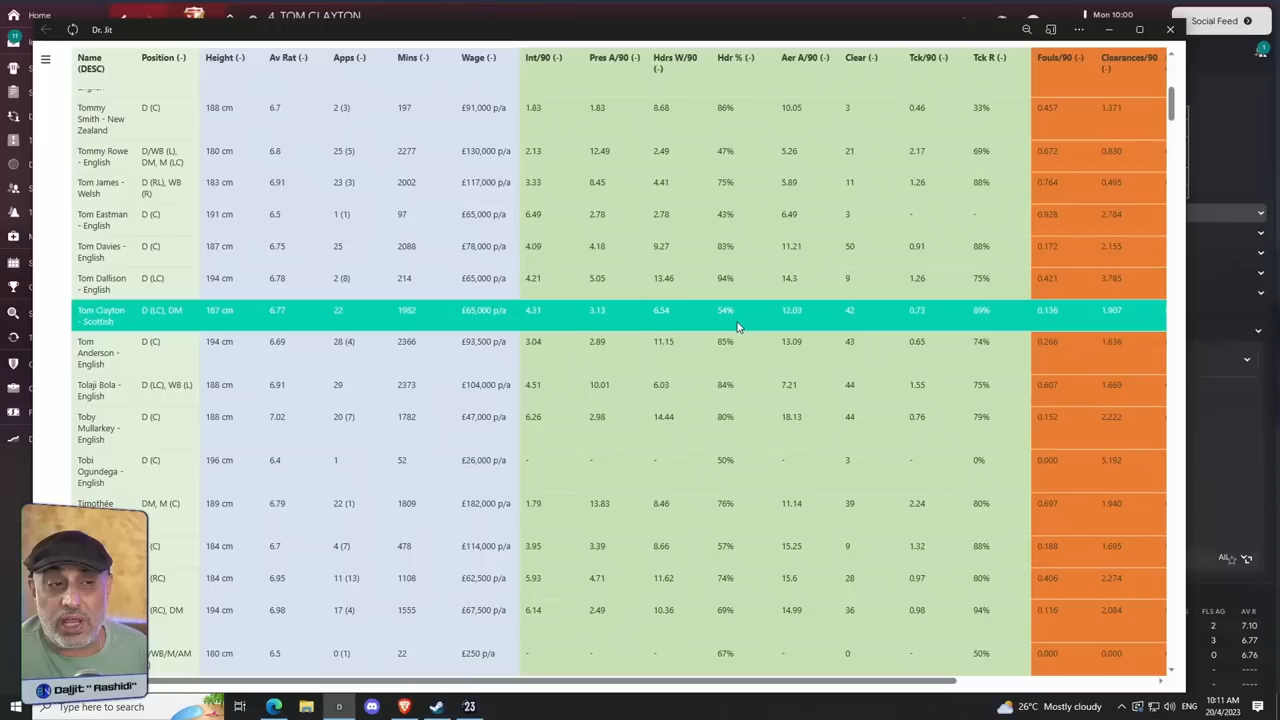 Home
TOM CLAYTON
Mon 10:00
Social Feed
11
Dr. Jit
Name (DESC) Position (-) Height (-) Av Rat (-) Apps (-) Mins (-) Wage (-) Int/90 (-) Pres A/90 (-) Hdrs W/90 (-) Hdr % (-) Aer A/90 (-) Clear (-) Tck/90 (-) Tck R (-) Fouls/90 (-) Clearances/90 (-)
English
Tommy Smith - New Zealand D (C) 188 cm 6.7 2 (3) 197 £91,000 p/a 1.83 1.83 8.68 86% 10.05 3 0.46 33% 0.457 1.371
Tommy Rowe - English D/WB (L), DM, M (LC) 180 cm 6.8 25 (5) 2277 £130,000 p/a 2.13 12.49 2.49 47% 5.26 21 2.17 69% 0.672 0.830
Tom James - Welsh D (RL), WB (R) 183 cm 6.91 23 (3) 2002 £117,000 p/a 3.33 8.45 4.41 75% 5.89 11 1.26 88% 0.764 0.495
Tom Eastman - English D (C) 191 cm 6.5 1 (1) 97 £65,000 p/a 6.49 2.78 2.78 43% 6.49 3 - - 0.928 2.784
Tom Davies - English D (C) 187 cm 6.75 25 2088 £78,000 p/a 4.09 4.18 9.27 83% 11.21 50 0.91 88% 0.172 2.155
Tom Dallison - English D (LC) 194 cm 6.78 2 (8) 214 £65,000 p/a 4.21 5.05 13.46 94% 14.3 9 1.26 75% 0.421 3.785
Tom Clayton - Scottish D (LC), DM 187 cm 6.77 22 1982 £65,000 p/a 4.31 3.13 6.54 54% 12.03 42 0.73 89% 0.136 1.907
Tom Anderson - English D (C) 194 cm 6.69 28 (4) 2366 £93,500 p/a 3.04 2.89 11.15 85% 13.09 43 0.65 74% 0.266 1.636
Tolaji Bola - English D (LC), WB (L) 188 cm 6.91 29 2373 £104,000 p/a 4.51 10.01 6.03 84% 7.21 44 1.55 75% 0.607 1.669
Toby Mullarkey - English D (C) 188 cm 7.02 20 (7) 1782 £47,000 p/a 6.26 2.98 14.44 80% 18.13 44 0.76 79% 0.152 2.222
Tobi Ogundega - English D (C) 196 cm 6.4 1 52 £26,000 p/a - - - 50% - 3 - 0% 0.000 5.192
Timothée DM, M (C) 189 cm 6.79 22 (1) 1809 £182,000 p/a 1.79 13.83 8.46 76% 11.14 39 2.24 80% 0.697 1.940
(C) 184 cm 6.7 4 (7) 478 £114,000 p/a 3.95 3.39 8.66 57% 15.25 9 1.32 88% 0.188 1.695
(RC) 184 cm 6.95 11 (13) 1108 £62,500 p/a 5.93 4.71 11.62 74% 15.6 28 0.97 80% 0.406 2.274
(RC), DM 194 cm 6.98 17 (4) 1555 £67,500 p/a 6.14 2.49 10.36 69% 14.99 36 0.98 94% 0.116 2.084
/WB/M/AM 180 cm 6.5 0 (1) 22 £250 p/a - - - 67% - 0 - 50% 0.000 0.000
All
FLS AG AV R
2 7.10
3 6.77
0 6.76
Daljit "Rashidi"
Type here to search
26°C Mostly cloudy
10:11 AM
21/09/2023